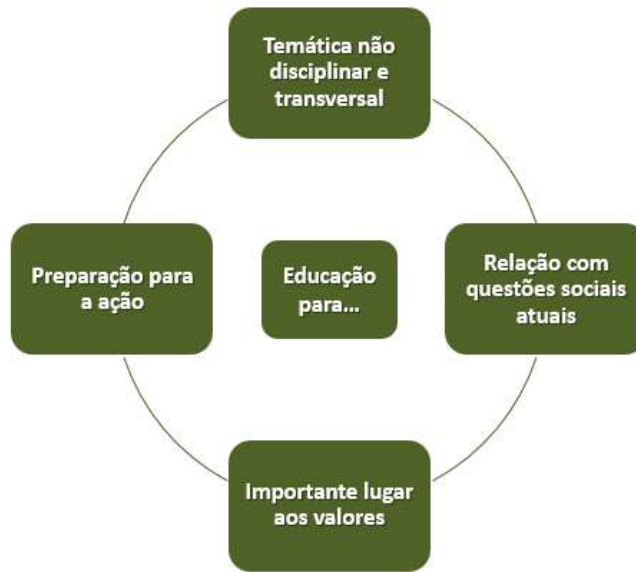 Temática não
disciplinar e
transversal
Preparação para
a ação
Educação
para...
Relação com
questões sociais
atuais
Importante lugar
aos valores